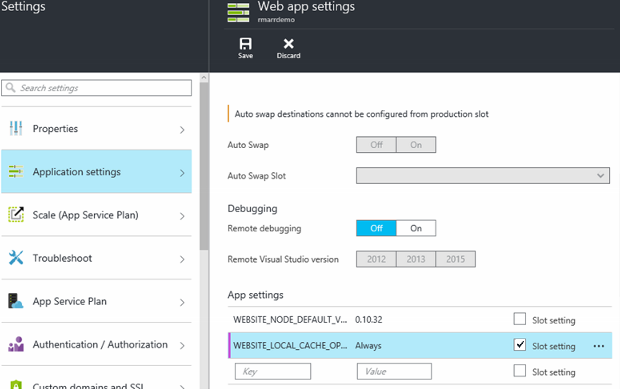 Settings
Web app settings
rmarrdemo
Save
Discard
Search settings
Properties
Application settings
Scale (App Service Plan)
Troubleshoot
App Service Plan
Authentication / Authorization
Custom domains and SSL
Auto swap destinations cannot be configured from production slot
Auto Swap
Off On
Auto Swap Slot
Debugging
Remote debugging
Off On
Remote Visual Studio version
2012 2013 2015
App settings
WEBSITE_NODE_DEFAULT_V... 0.10.32 Slot setting
WEBSITE_LOCAL_CACHE_OP... Always Slot setting ...
Key Value Slot setting